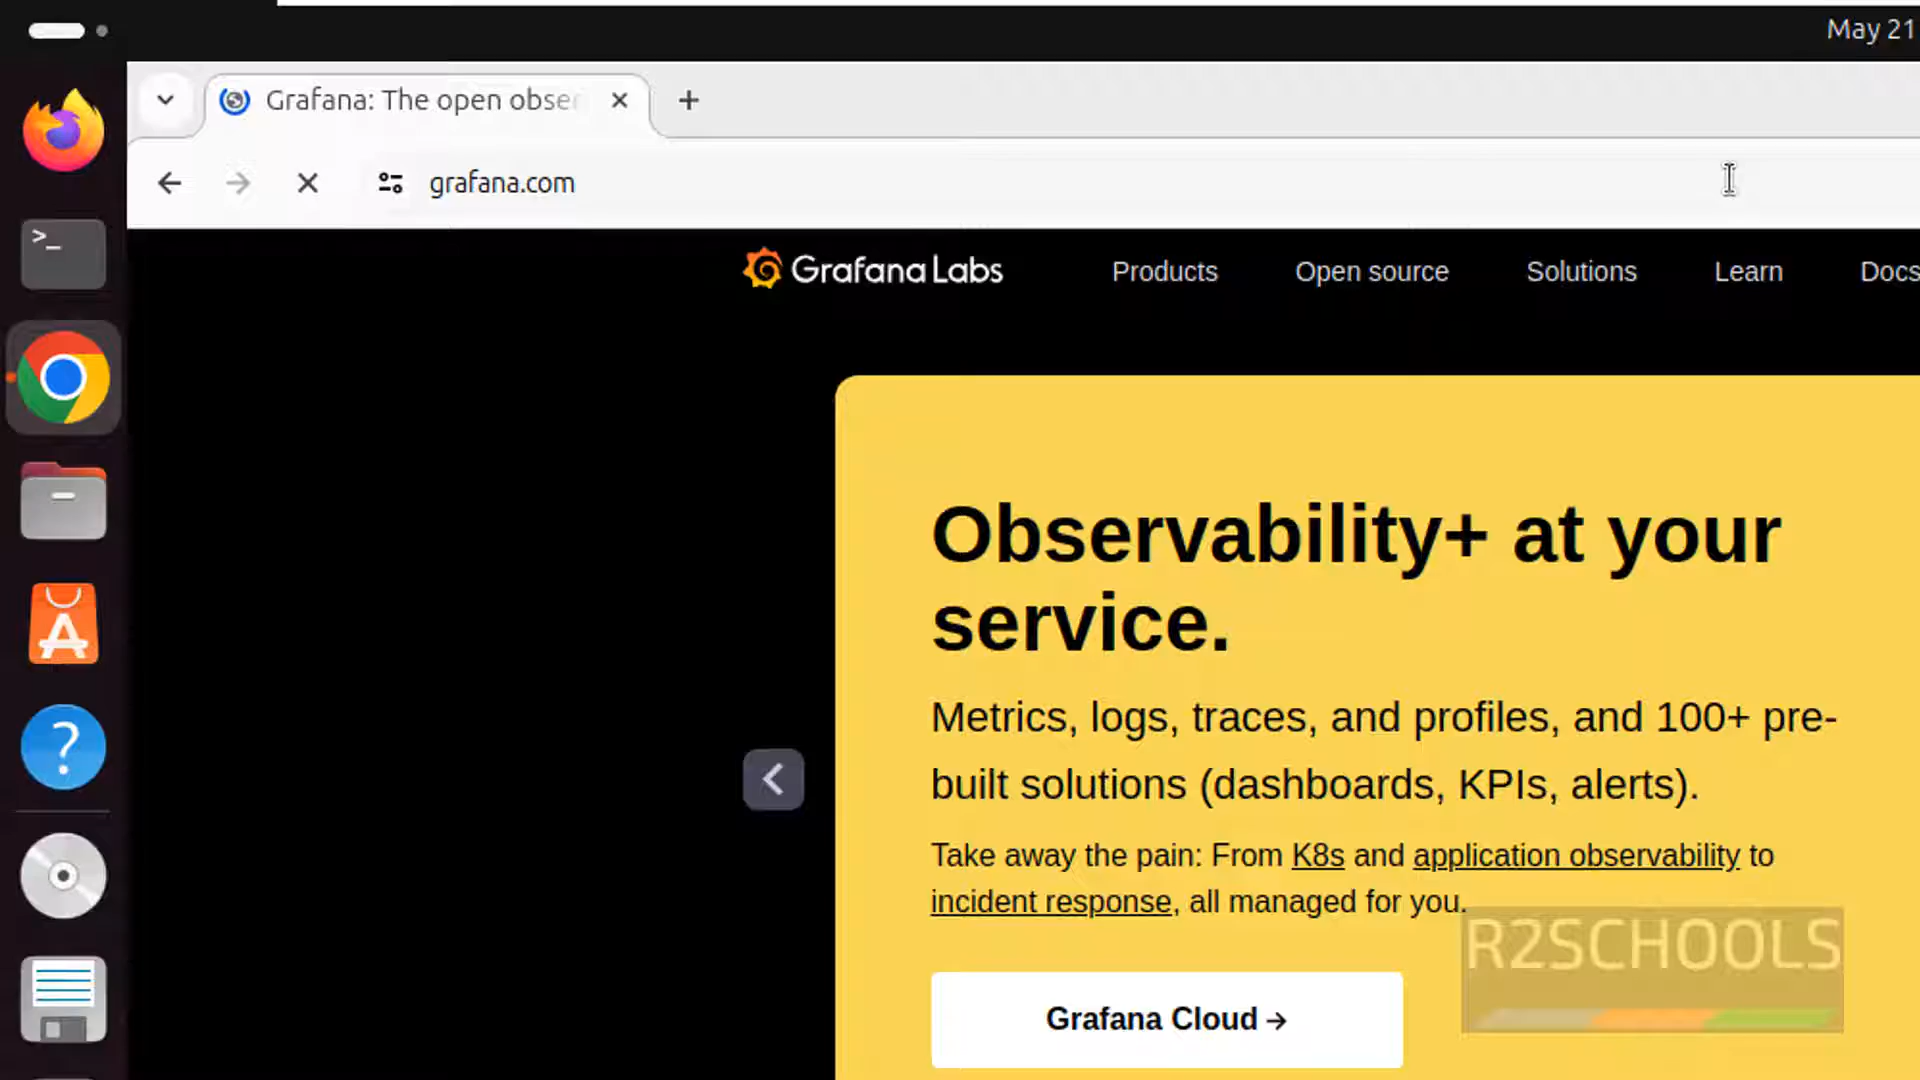 May 21
Grafana: The open obser
grafana.com
Grafana Labs
Products
Open source
Solutions
Learn
Docs
Observability+ at your
service.
Metrics, logs, traces, and profiles, and 100+ pre-
built solutions (dashboards, KPIs, alerts).
Take away the pain: From K8s and application observability to
incident response, all managed for you.
R2SCHOOLS
Grafana Cloud →